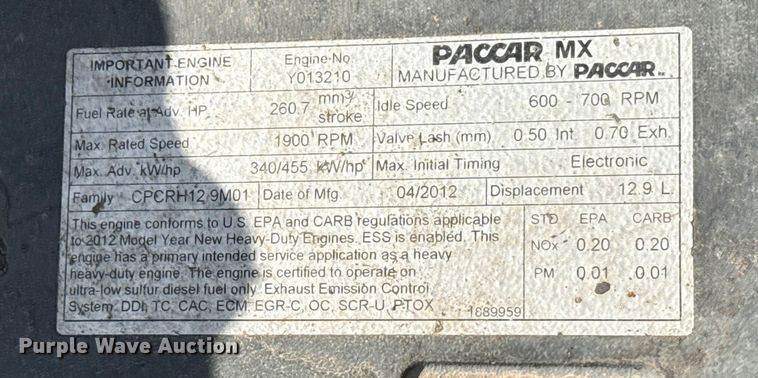 IMPORTANT ENGINE INFORMATION
Engine No Y013210
PACCAR MX
MANUFACTURED BY PACCAR
Fuel Rate at Adv. HP 260.7 mm³/stroke Idle Speed 600 - 700 RPM
Max. Rated Speed 1900 RPM Valve Lash (mm) 0.50 Int. 0.70 Exh.
Max. Adv. kW/hp 340/455 kW/hp Max. Initial Timing Electronic
Family CPCRH12.9M01 Date of Mfg. 04/2012 Displacement 12.9 L
This engine conforms to U.S. EPA and CARB regulations applicable
to 2012 Model Year New Heavy-Duty Engines. ESS is enabled. This
engine has a primary intended service application as a heavy
heavy-duty engine. The engine is certified to operate on
ultra-low sulfur diesel fuel only. Exhaust Emission Control
System: DDI, TC, CAC, ECM, EGR-C, OC, SCR-U, PTOX
STD. EPA CARB
NOx 0.20 0.20
PM 0.01 0.01
1889959
Purple Wave Auction